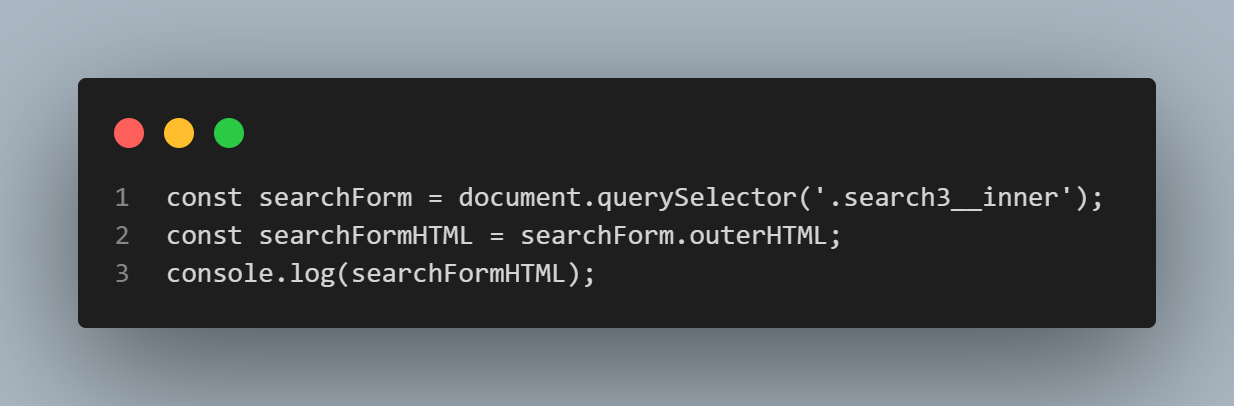 1 const searchForm = document.querySelector('.search3__inner');
2 const searchFormHTML = searchForm.outerHTML;
3 console.log(searchFormHTML);